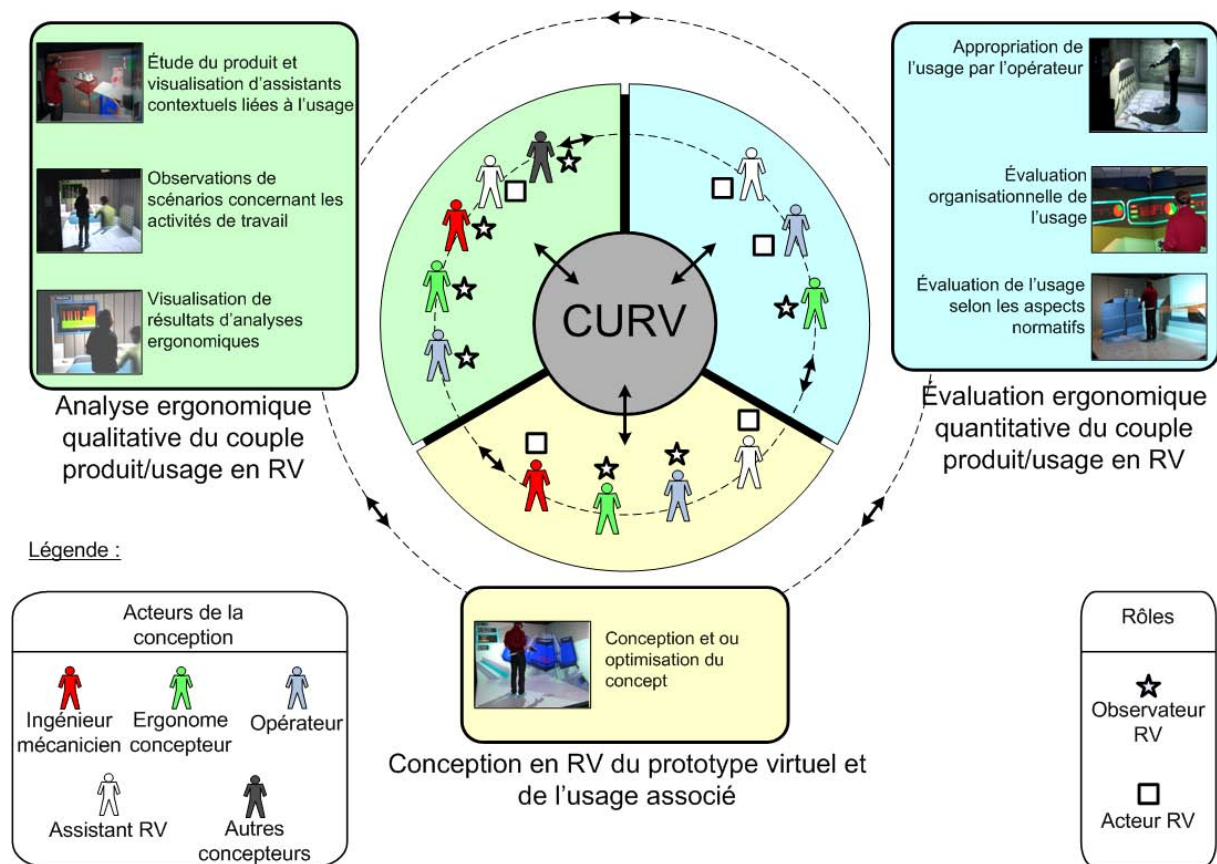 Étude du produit et
visualisation d'assistants
contextuels liées à l'usage
Observations de
scénarios concernant les
activités de travail
Visualisation de
résultats d'analyses
ergonomiques
Analyse ergonomique
qualitative du couple
produit/usage en RV
CURV
Appropriation de
l'usage par l'opérateur
Évaluation
organisationnelle de
l'usage
Évaluation de l'usage
selon les aspects
normatifs
Évaluation ergonomique
quantitative du couple
produit/usage en RV
Conception et ou
optimisation du
concept
Conception en RV du prototype virtuel et
de l'usage associé
Légende :
Acteurs de la
conception
Ingénieur
mécanicien
Ergonome
concepteur
Opérateur
Assistant RV
Autres
concepteurs
Rôles
Observateur
RV
Acteur RV